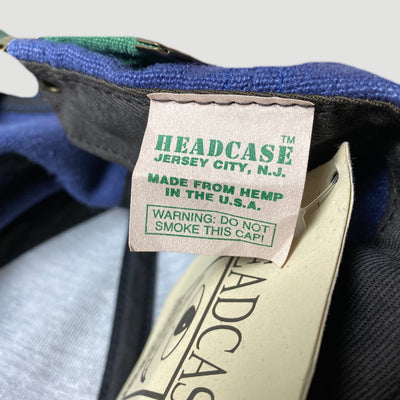 HEADCASE™
JERSEY CITY, N.J.
MADE FROM HEMP
IN THE U.S.A.
WARNING: DO NOT
SMOKE THIS CAP!
HEADCAS